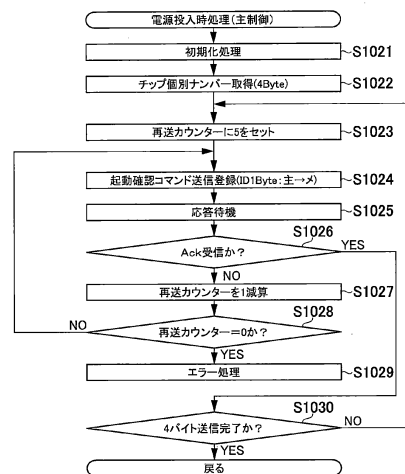 電源投入時処理(主制御)
初期化処理
S1021
チップ個別ナンバー取得(4Byte)
S1022
再送カウンターに5をセット
S1023
起動確認コマンド送信登録(ID1Byte:主→メ)
S1024
応答待機
S1025
S1026
Ack受信か?
YES
NO
再送カウンターを1減算
S1027
S1028
NO
再送カウンター=0か?
YES
エラー処理
S1029
S1030
4バイト送信完了か?
NO
YES
戻る